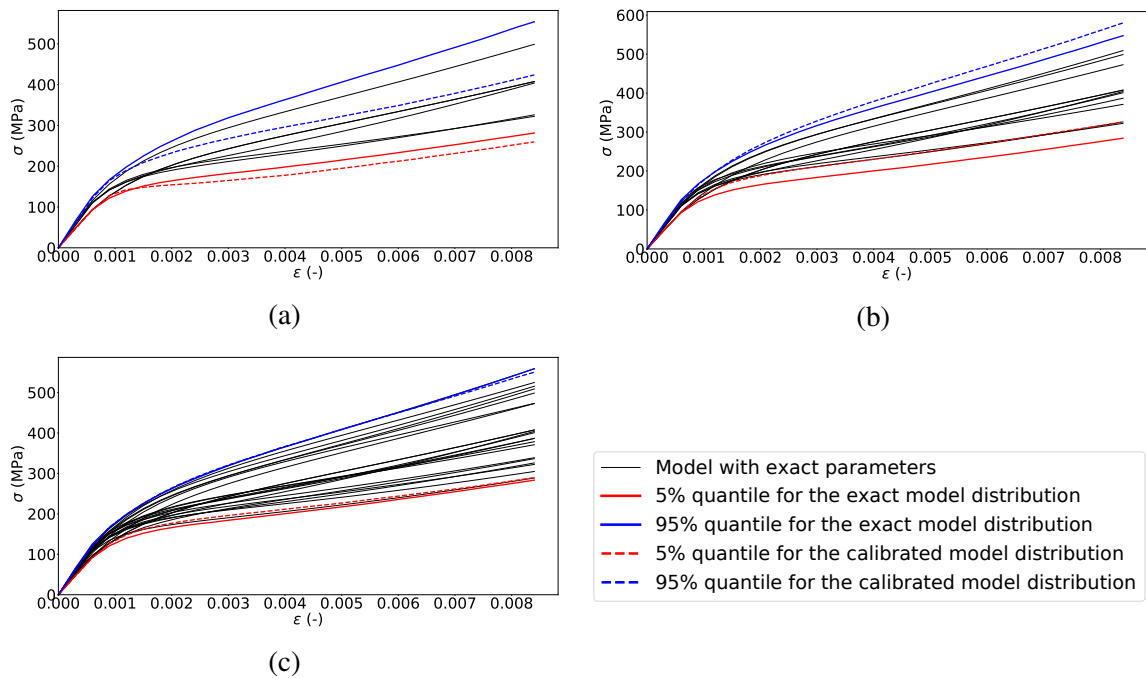 500
400
300
200
100
0
σ (MPa)
0.000 0.001 0.002 0.003 0.004 0.005 0.006 0.007 0.008
ε (-)
(a)
600
500
400
300
200
100
0
σ (MPa)
0.000 0.001 0.002 0.003 0.004 0.005 0.006 0.007 0.008
ε (-)
(b)
500
400
300
200
100
0
σ (MPa)
0.000 0.001 0.002 0.003 0.004 0.005 0.006 0.007 0.008
ε (-)
(c)
Model with exact parameters
5% quantile for the exact model distribution
95% quantile for the exact model distribution
5% quantile for the calibrated model distribution
95% quantile for the calibrated model distribution